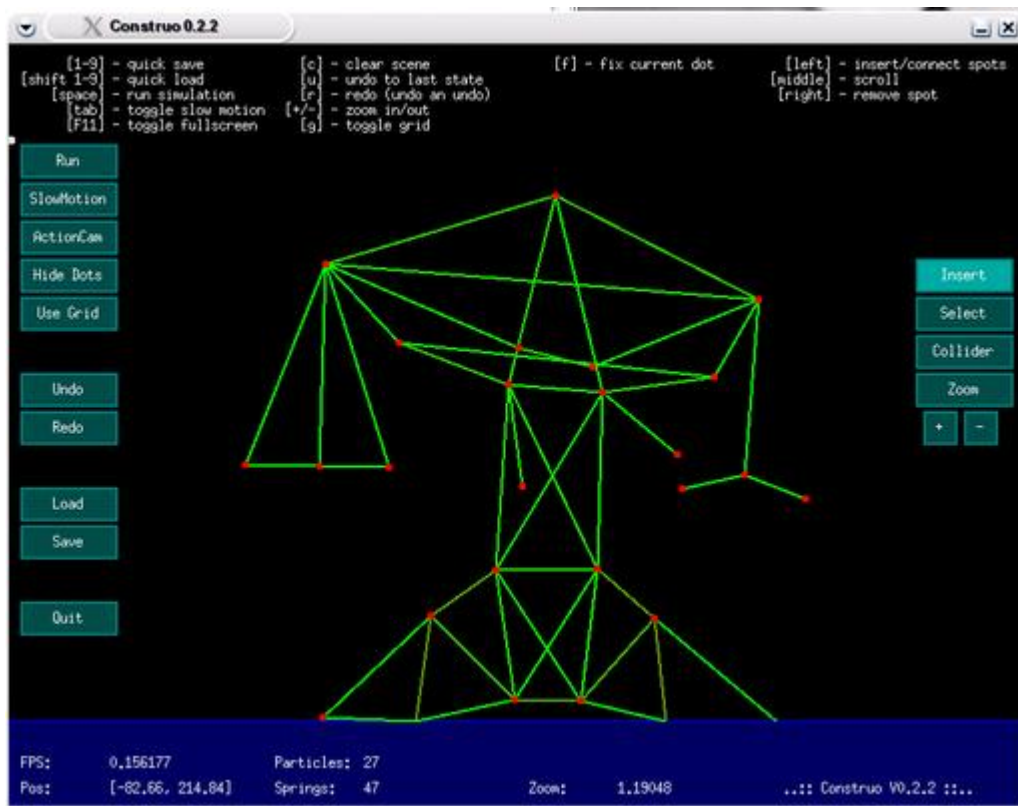 Construo 0.2.2
[1-9] - quick save
[shift 1-9] - quick load
[space] - run simulation
[tab] - toggle slow motion
[F11] - toggle fullscreen
[c] - clear scene
[u] - undo to last state
[r] - redo (undo an undo)
[+/-] - zoom in/out
[g] - toggle grid
[f] - fix current dot
[left] - insert/connect spots
[middle] - scroll
[right] - remove spot
Run
SlowMotion
ActionCam
Hide Dots
Use Grid
Undo
Redo
Load
Save
Quit
Insert
Select
Collider
Zoom
+ -
FPS: 0.156177 Particles: 27
Pos: [-82.66, 214.84] Springs: 47 Zoom: 1.19048 ..:: Construo V0.2.2 ::..